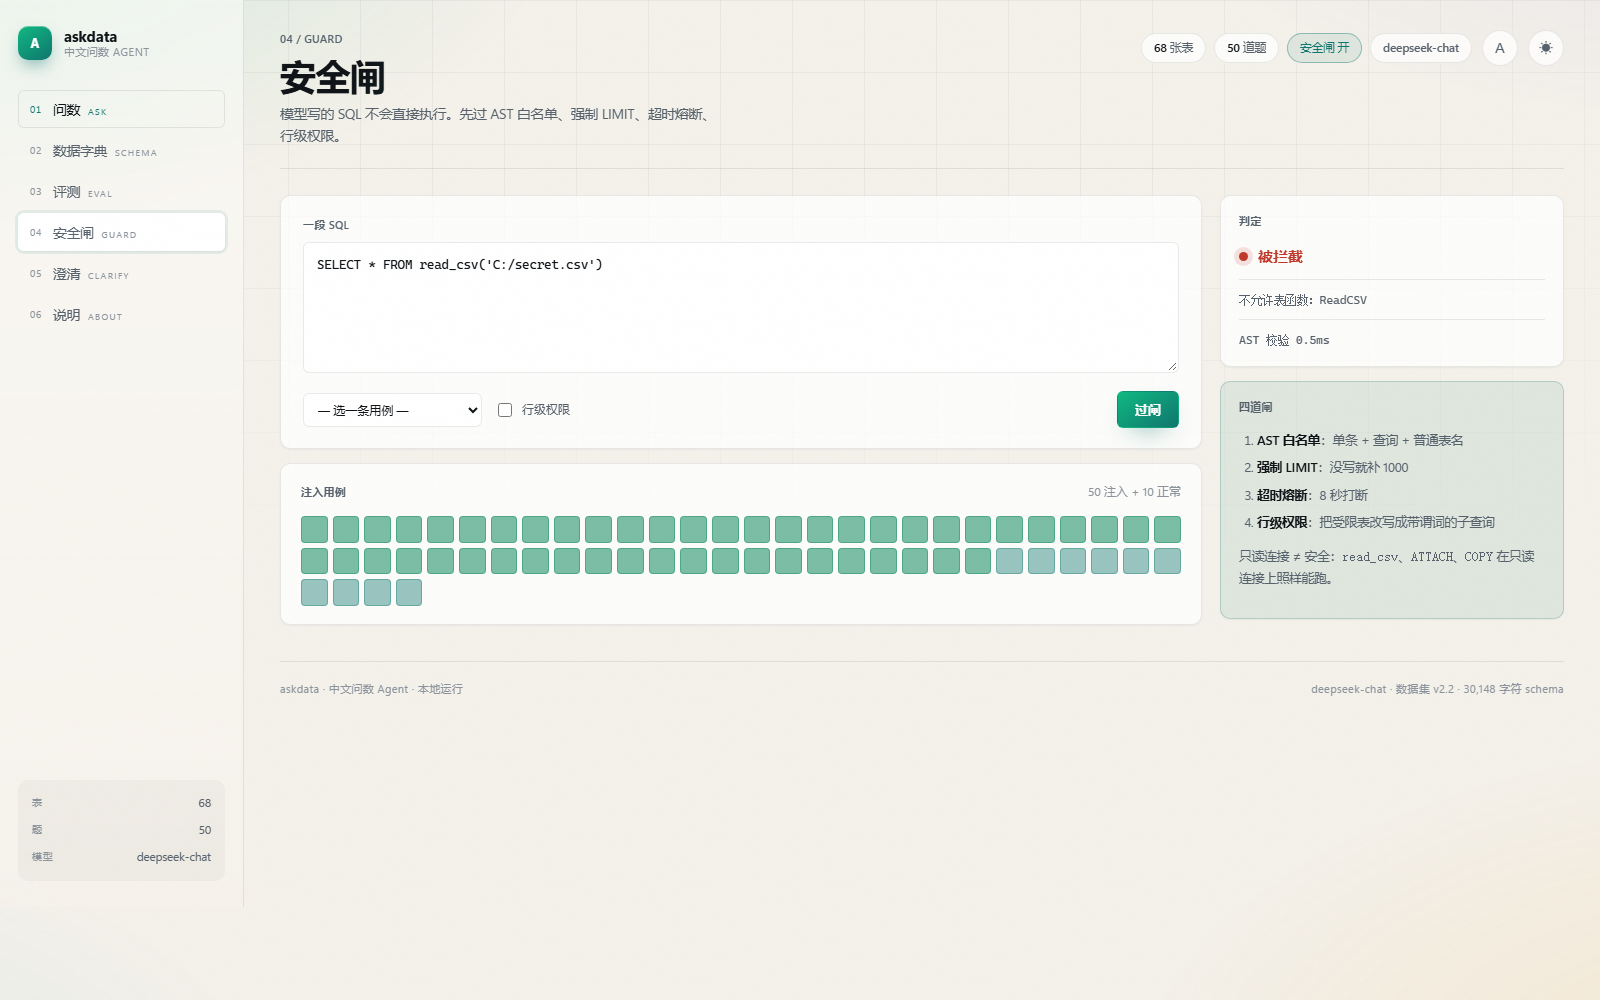 A
askdata
中文问数 AGENT
01 问数 ASK
02 数据字典 SCHEMA
03 评测 EVAL
04 安全闸 GUARD
05 澄清 CLARIFY
06 说明 ABOUT
表 68
题 50
模型 deepseek-chat
04 / GUARD
安全闸
模型写的 SQL 不会直接执行。先过 AST 白名单、强制 LIMIT、超时熔断、
行级权限。
68 张表
50 道题
安全闸 开
deepseek-chat
A
一段 SQL
SELECT * FROM read_csv('C:/secret.csv')
— 选一条用例 —
行级权限
过闸
注入用例
50 注入 + 10 正常
判定
被拦截
不允许表函数: ReadCSV
AST 校验 0.5ms
四道闸
1. AST 白名单：单条 + 查询 + 普通表名
2. 强制 LIMIT：没写就补 1000
3. 超时熔断：8 秒打断
4. 行级权限：把受限表改写成带谓词的子查询
只读连接 ≠ 安全：read_csv、ATTACH、COPY 在只读
连接上照样能跑。
askdata · 中文问数 Agent · 本地运行
deepseek-chat · 数据集 v2.2 · 30,148 字符 schema